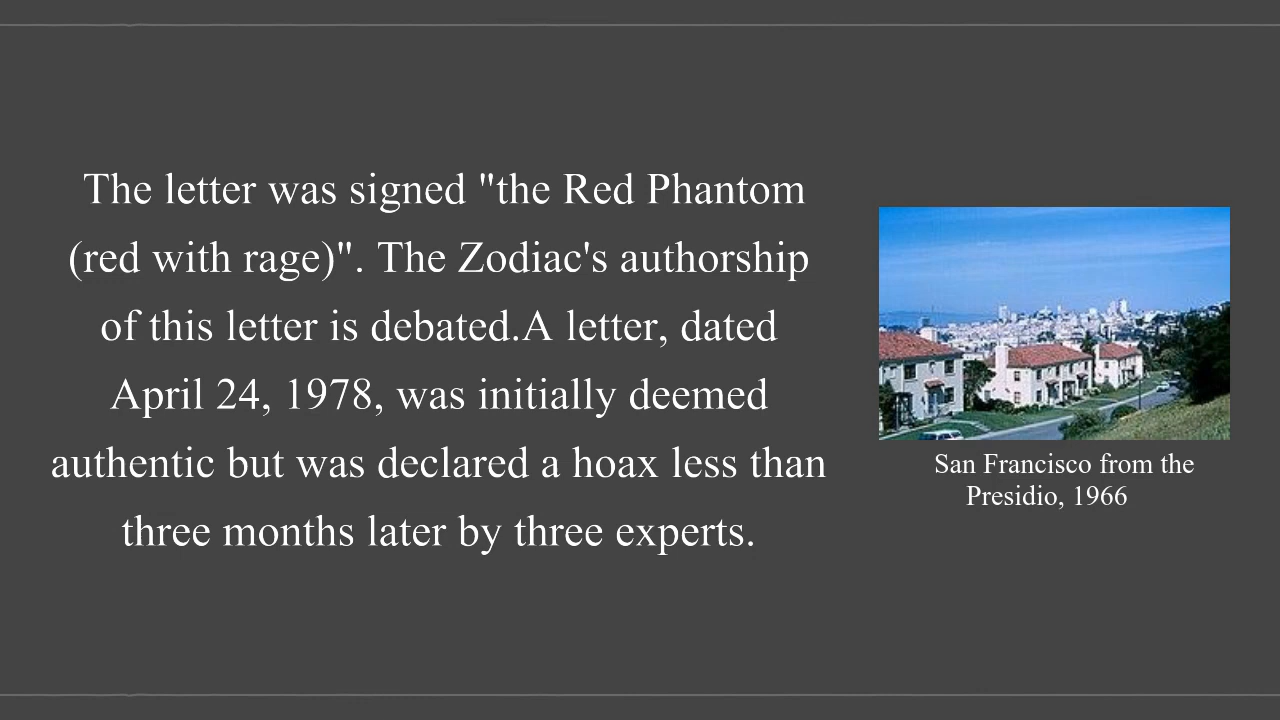 The letter was signed "the Red Phantom
(red with rage)". The Zodiac's authorship
of this letter is debated.A letter, dated
April 24, 1978, was initially deemed
authentic but was declared a hoax less than
three months later by three experts.
San Francisco from the
Presidio, 1966